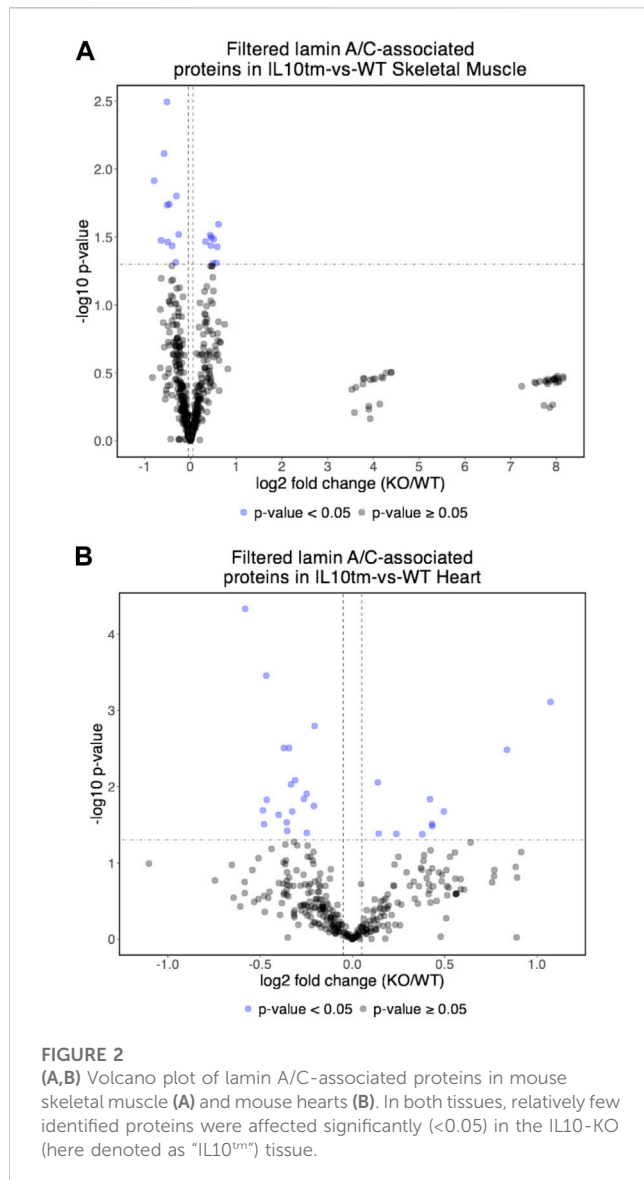 A
Filtered lamin A/C-associated
proteins in IL10tm-vs-WT Skeletal Muscle
2.5
2.0
1.5
1.0
0.5
0.0
-log10 p-value
-1 0 1 2 3 4 5 6 7 8
log2 fold change (KO/WT)
p-value < 0.05 p-value ≥ 0.05
B
Filtered lamin A/C-associated
proteins in IL10tm-vs-WT Heart
4
3
2
1
0
-log10 p-value
-1.0 -0.5 0.0 0.5 1.0
log2 fold change (KO/WT)
p-value < 0.05 p-value ≥ 0.05
FIGURE 2
(A,B) Volcano plot of lamin A/C-associated proteins in mouse
skeletal muscle (A) and mouse hearts (B). In both tissues, relatively few
identified proteins were affected significantly (<0.05) in the IL10-KO
(here denoted as “IL10ᵗᵐ”) tissue.